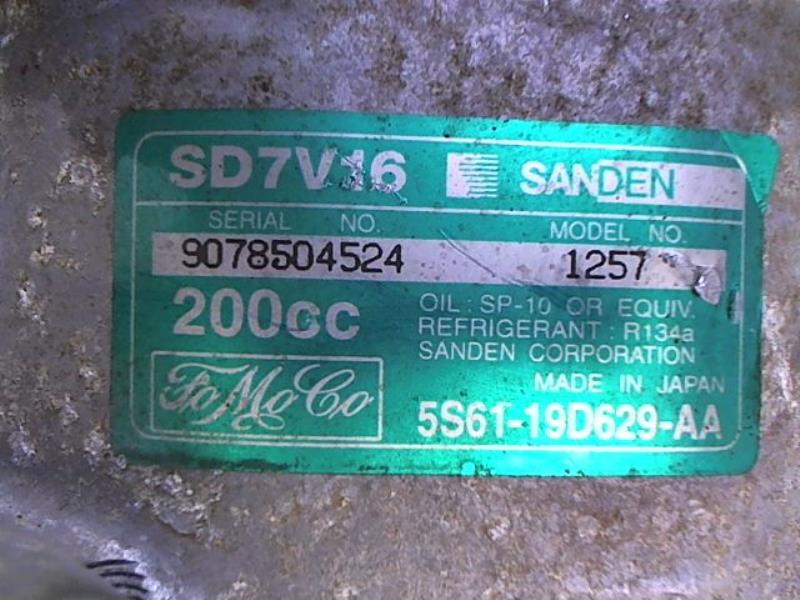 SD7V16 SANDEN
SERIAL NO. MODEL NO.
9078504524 1257
200cc
OIL : SP-10 OR EQUIV.
REFRIGERANT : R134a
SANDEN CORPORATION
MADE IN JAPAN
FoMoCo
5S61-19D629-AA